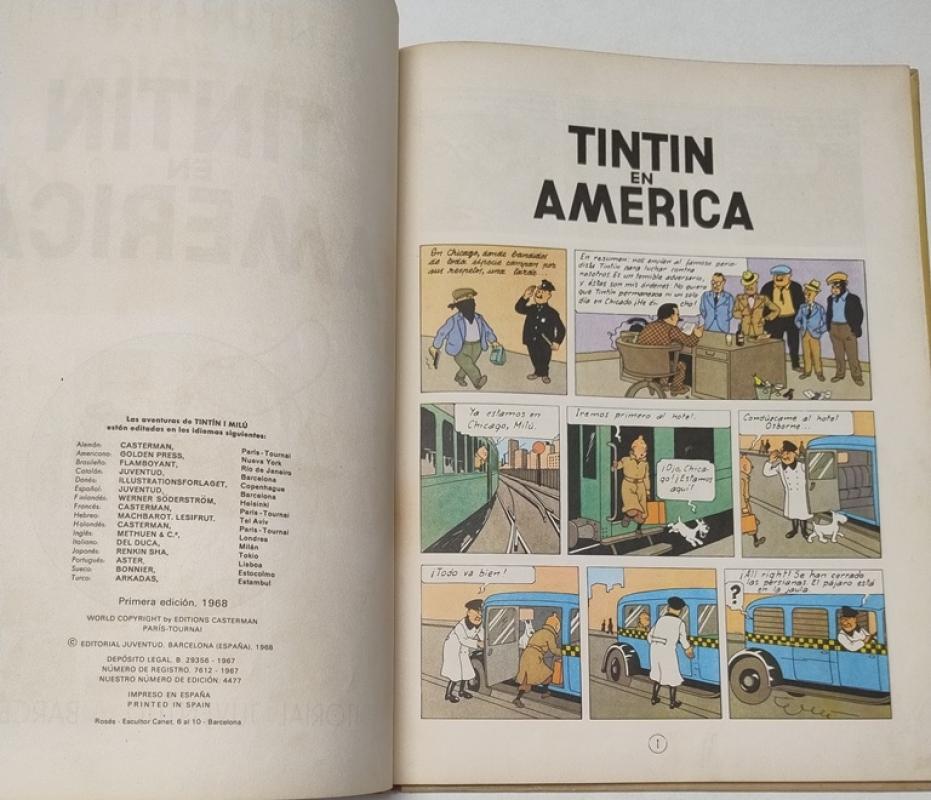 Las aventuras de TINTÍN I MILÚ
están editadas en los idiomas siguientes:
Alemán: CASTERMAN, París-Tournai
Americano: GOLDEN PRESS, Nueva York
Brasileño: FLAMBOYANT, Río de Janeiro
Catalán: JUVENTUD, Barcelona
Danés: ILLUSTRATIONSFORLAGET, Copenhague
Español: JUVENTUD, Barcelona
Finlandés: WERNER SÖDERSTRÖM, Helsinki
Francés: CASTERMAN, París-Tournai
Hebreo: MACHBAROT. LESIFRUT. Tel Aviv
Holandés: CASTERMAN, París-Tournai
Inglés: METHUEN & C.ª, Londres
Italiano: DEL DUCA, Milán
Japonés: RENKIN SHA, Tokio
Portugués: ASTER, Lisboa
Sueco: BONNIER, Estocolmo
Turco: ARKADAS, Estambul
Primera edición, 1968
WORLD COPYRIGHT by EDITIONS CASTERMAN
PARÍS-TOURNAI
© EDITORIAL JUVENTUD. BARCELONA (ESPAÑA), 1968
DEPÓSITO LEGAL, B. 29356 - 1967
NÚMERO DE REGISTRO, 7612 - 1967
NUESTRO NÚMERO DE EDICIÓN: 4477
IMPRESO EN ESPAÑA
PRINTED IN SPAIN
Rosés - Escultor Canet, 6 al 10 - Barcelona
TINTIN
EN
AMERICA
En Chicago, donde bandidos
de toda especie campan por
sus respetos, una tarde...
En resumen: nos envían al famoso perio-
dista Tintín para luchar contra
nosotros. Es un temible adversario,
y éstas son mis órdenes: No quiero
que Tintín permanezca ni un solo
día en Chicago ¡He di cho!
Ya estamos en
Chicago, Milú.
Iremos primero al hotel.
¡Ojo, Chica-
go! ¡Estamos
aquí!
Condúzcame al hotel
Osborne...
¡Todo va bien!
¡All right! Se han cerrado
las persianas. El pájaro está
en la jaula.
?
1